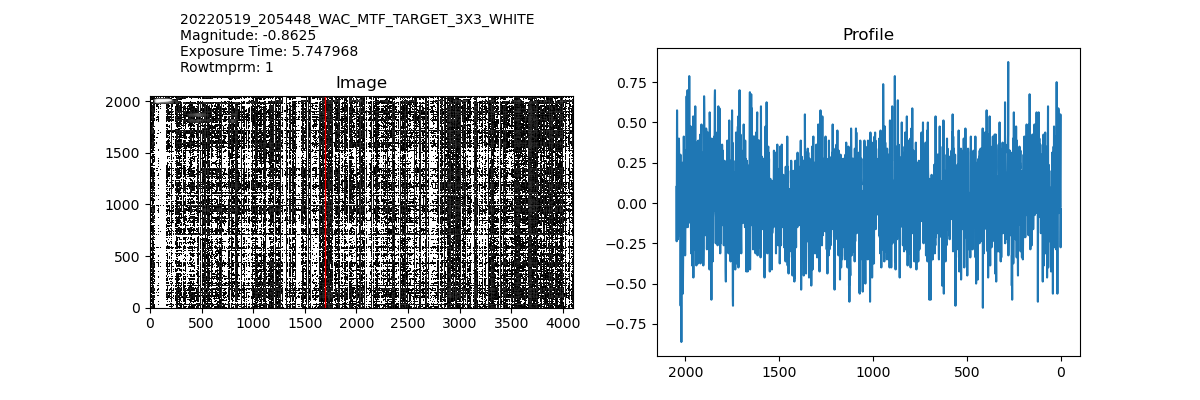 20220519_205448_WAC_MTF_TARGET_3X3_WHITE
Magnitude: -0.8625
Exposure Time: 5.747968
Rowtmprm: 1
Image
2000
1500
1000
500
0
0 500 1000 1500 2000 2500 3000 3500 4000
Profile
0.75
0.50
0.25
0.00
−0.25
−0.50
−0.75
2000 1500 1000 500 0